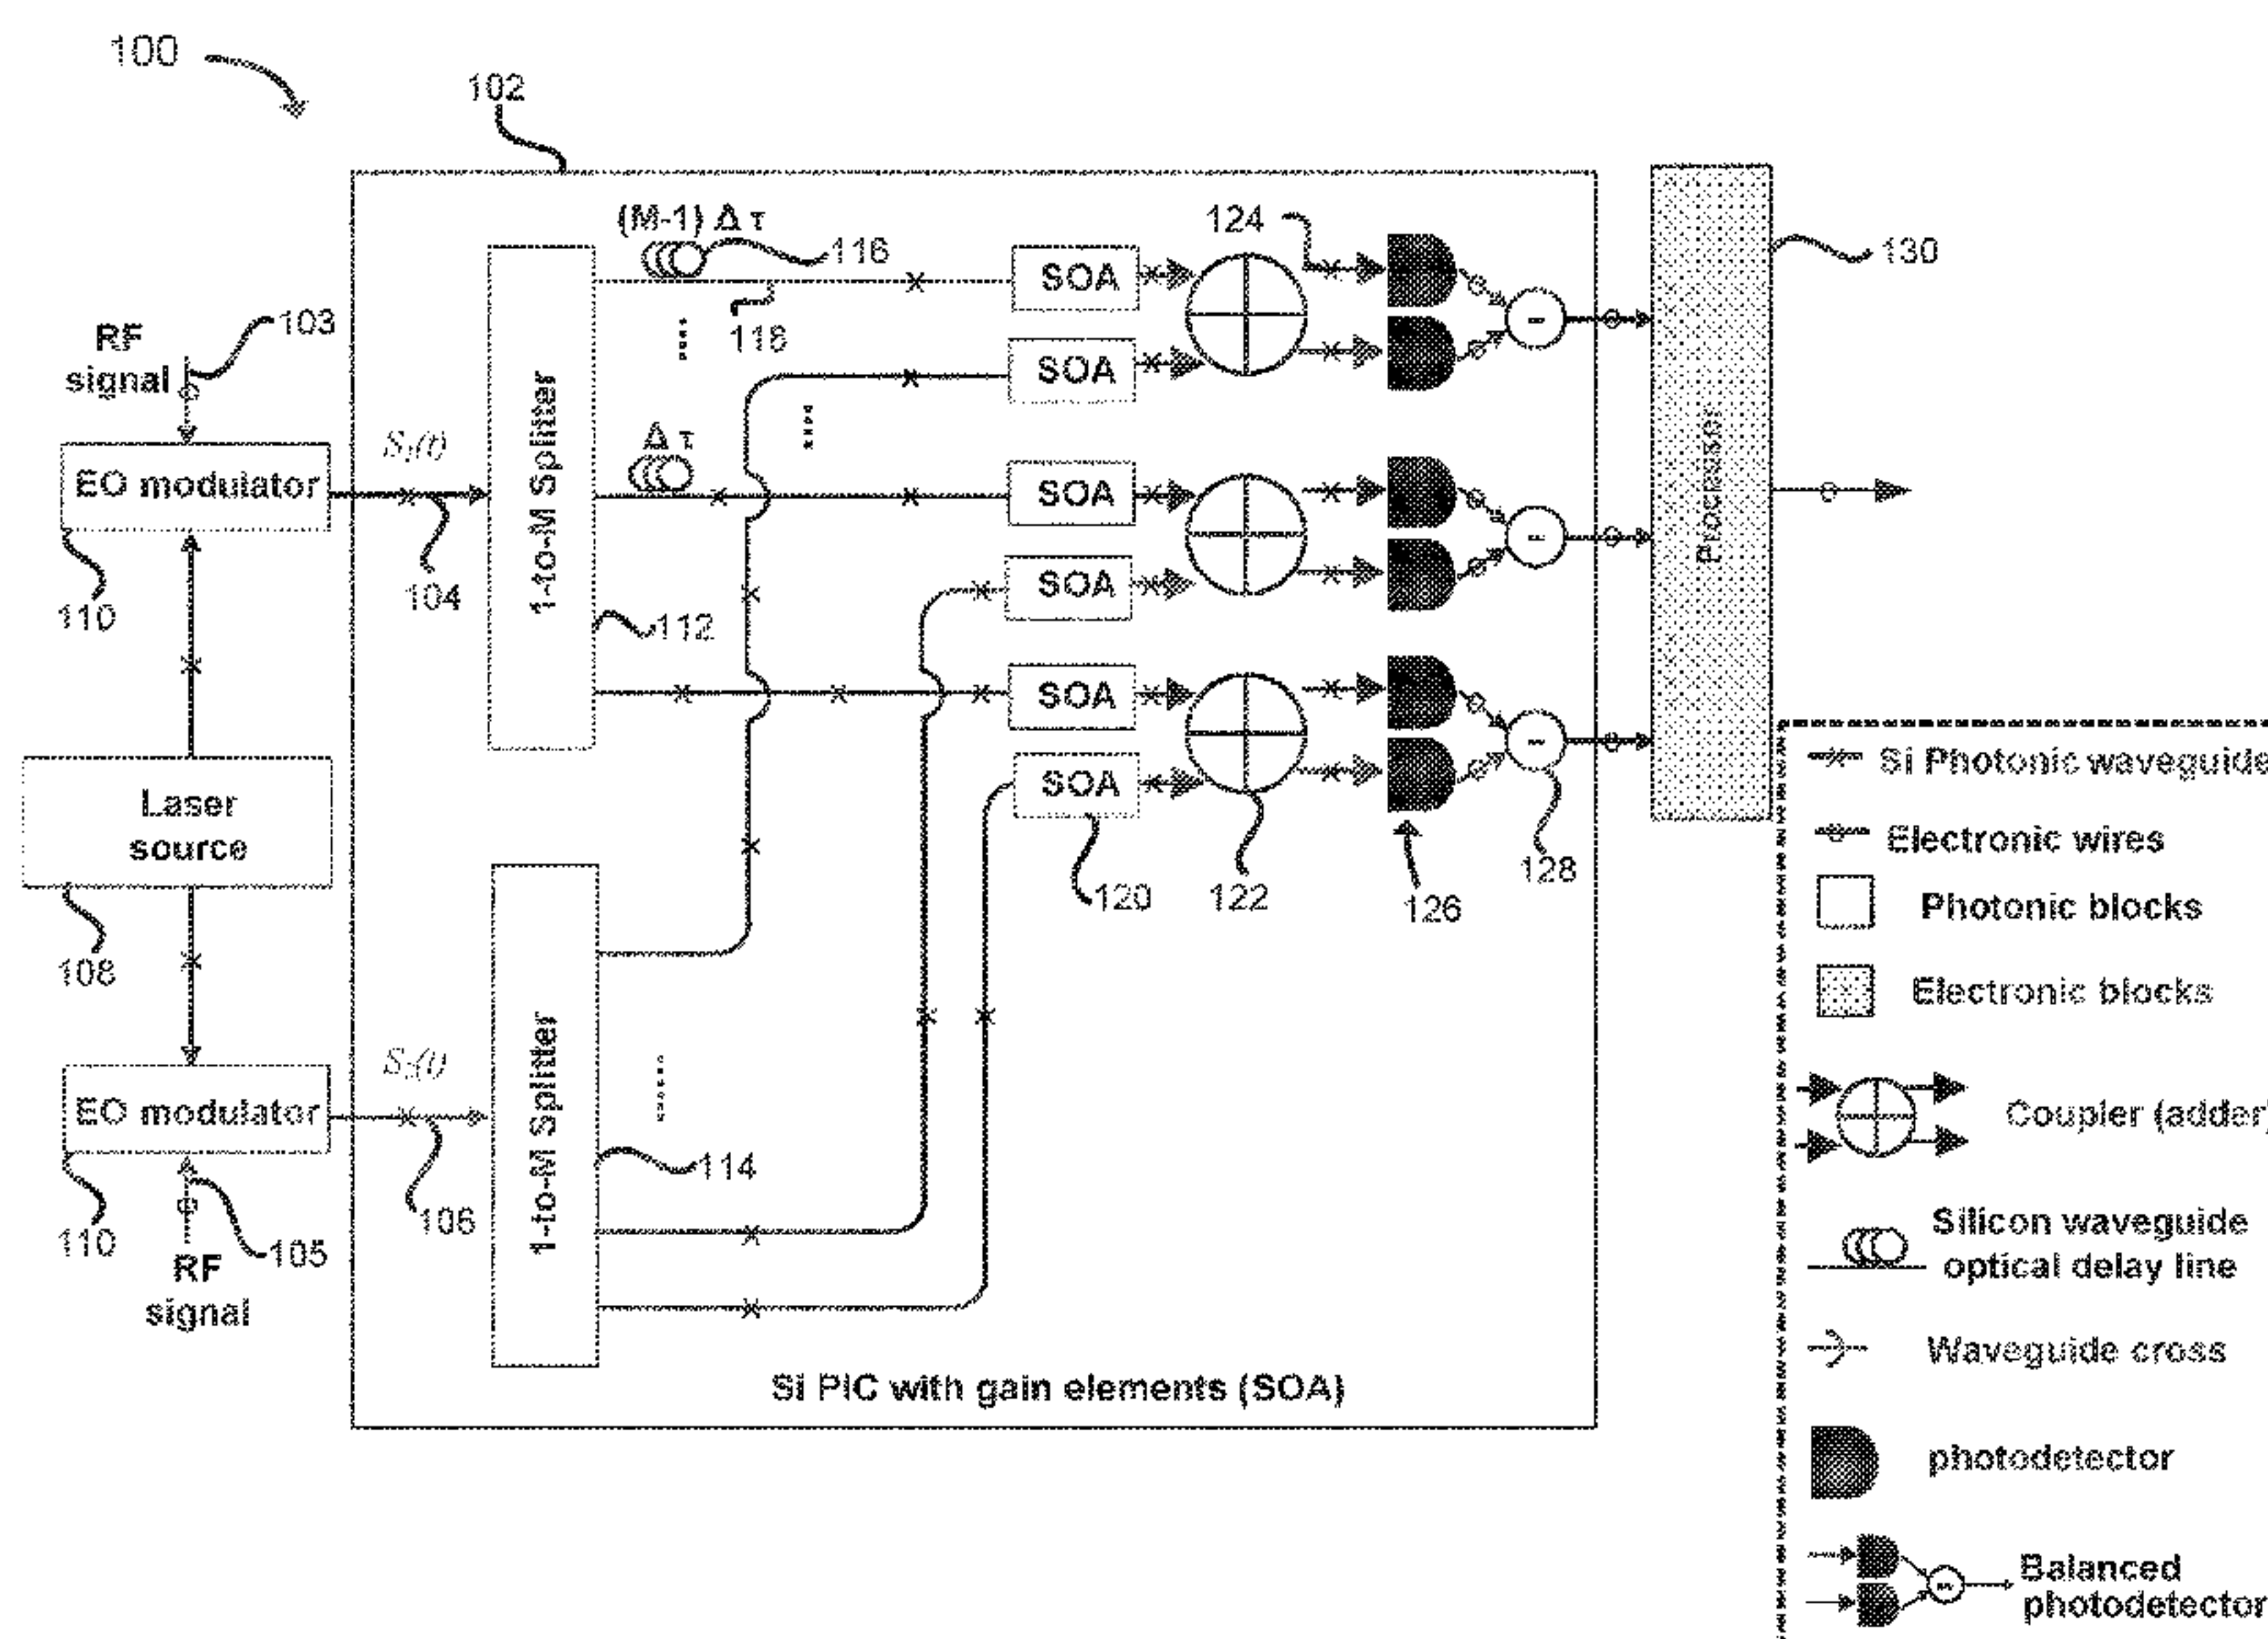 100
102
(M-1) Δ τ
116
118
124
130
RF
signal
103
SOA
SOA
Δ τ
S₁(t)
EO modulator
1-to-M Splitter
SOA
Processer
104
110
SOA
112
SOA
Laser
source
SOA
108
120
122
126
128
S₂(t)
EO modulator
1-to-M Splitter
114
106
110
105
RF
signal
Si PIC with gain elements (SOA)
Si Photonic waveguide
Electronic wires
Photonic blocks
Electronic blocks
Coupler (adder)
Silicon waveguide
optical delay line
Waveguide cross
photodetector
Balanced
photodetector